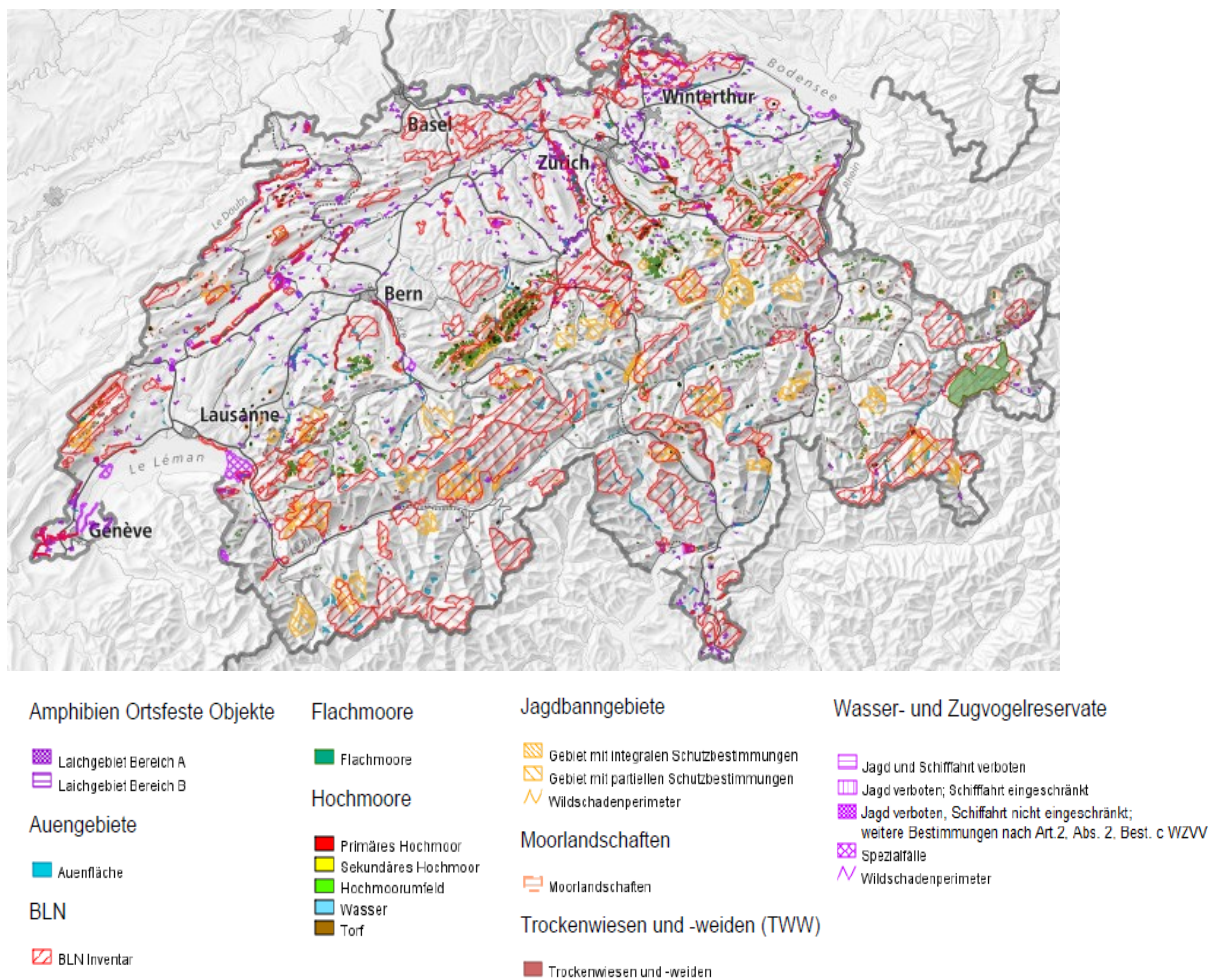 Bodensee
Winterthur
Basel
Zürich
Rhein
Le Doubs
Bern
Lausanne
Le Léman
Genève
Amphibien Ortsfeste Objekte
Laichgebiet Bereich A
Laichgebiet Bereich B
Auengebiete
Auenfläche
BLN
BLN Inventar
Flachmoore
Flachmoore
Hochmoore
Primäres Hochmoor
Sekundäres Hochmoor
Hochmoorumfeld
Wasser
Torf
Jagdbanngebiete
Gebiet mit integralen Schutzbestimmungen
Gebiet mit partiellen Schutzbestimmungen
Wildschadenperimeter
Moorlandschaften
Moorlandschaften
Trockenwiesen und -weiden (TWW)
Trockenwiesen und -weiden
Wasser- und Zugvogelreservate
Jagd und Schifffahrt verboten
Jagd verboten; Schiffahrt eingeschränkt
Jagd verboten, Schiffahrt nicht eingeschränkt;
weitere Bestimmungen nach Art.2, Abs. 2, Best. c WZVV
Spezialfälle
Wildschadenperimeter